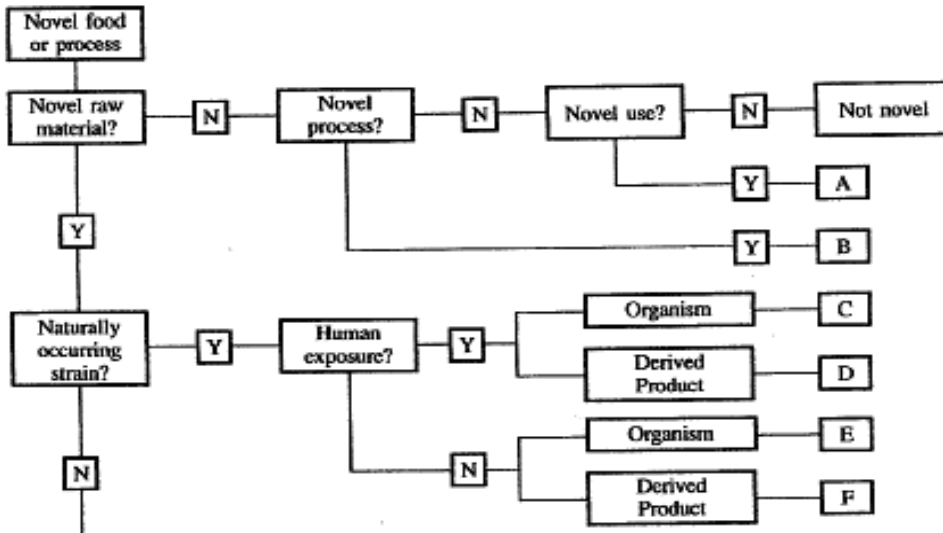 Novel food
or process
Novel raw
material?
N
Novel
process?
N
Novel use?
N
Not novel
Y
A
Y
Y
B
Naturally
occurring
strain?
Y
Human
exposure?
Y
Organism
C
Derived
Product
D
N
N
Organism
E
Derived
Product
F